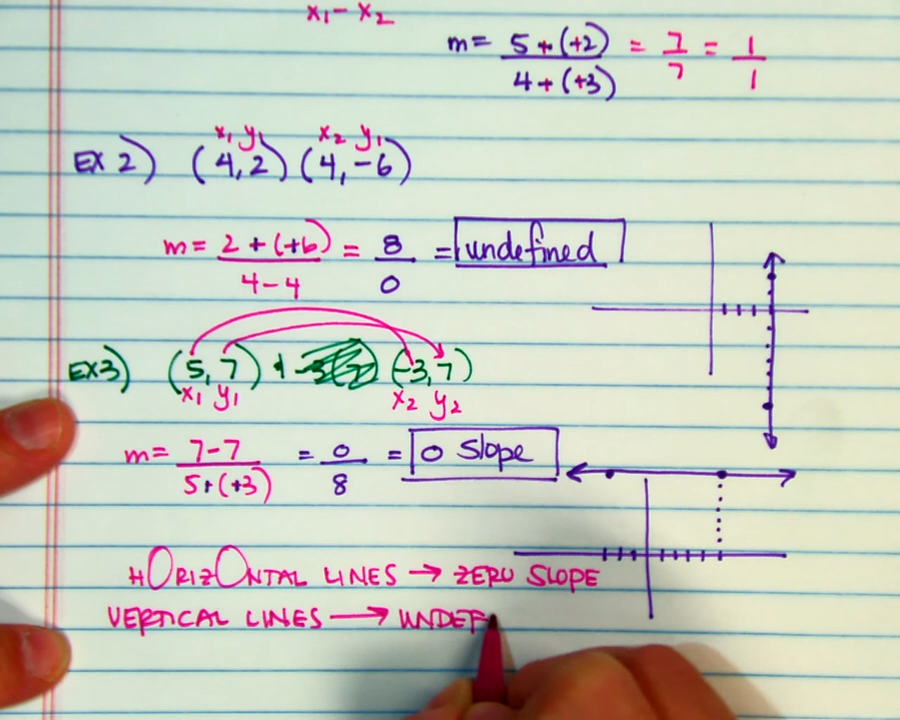 x₁ - x₂
m = 5 + (+2) / 4 + (+3) = 7/7 = 1/1
x₁ y₁ x₂ y₁
EX 2) (4, 2) (4, -6)
m = 2 + (+6) / 4 - 4 = 8/0 = undefined
EX 3) (5, 7) + (-3, 7)
x₁ y₁ x₂ y₂
m = 7-7 / 5+(+3) = 0/8 = 0 Slope
HORIZONTAL LINES → ZERO SLOPE
VERTICAL LINES → UNDEF